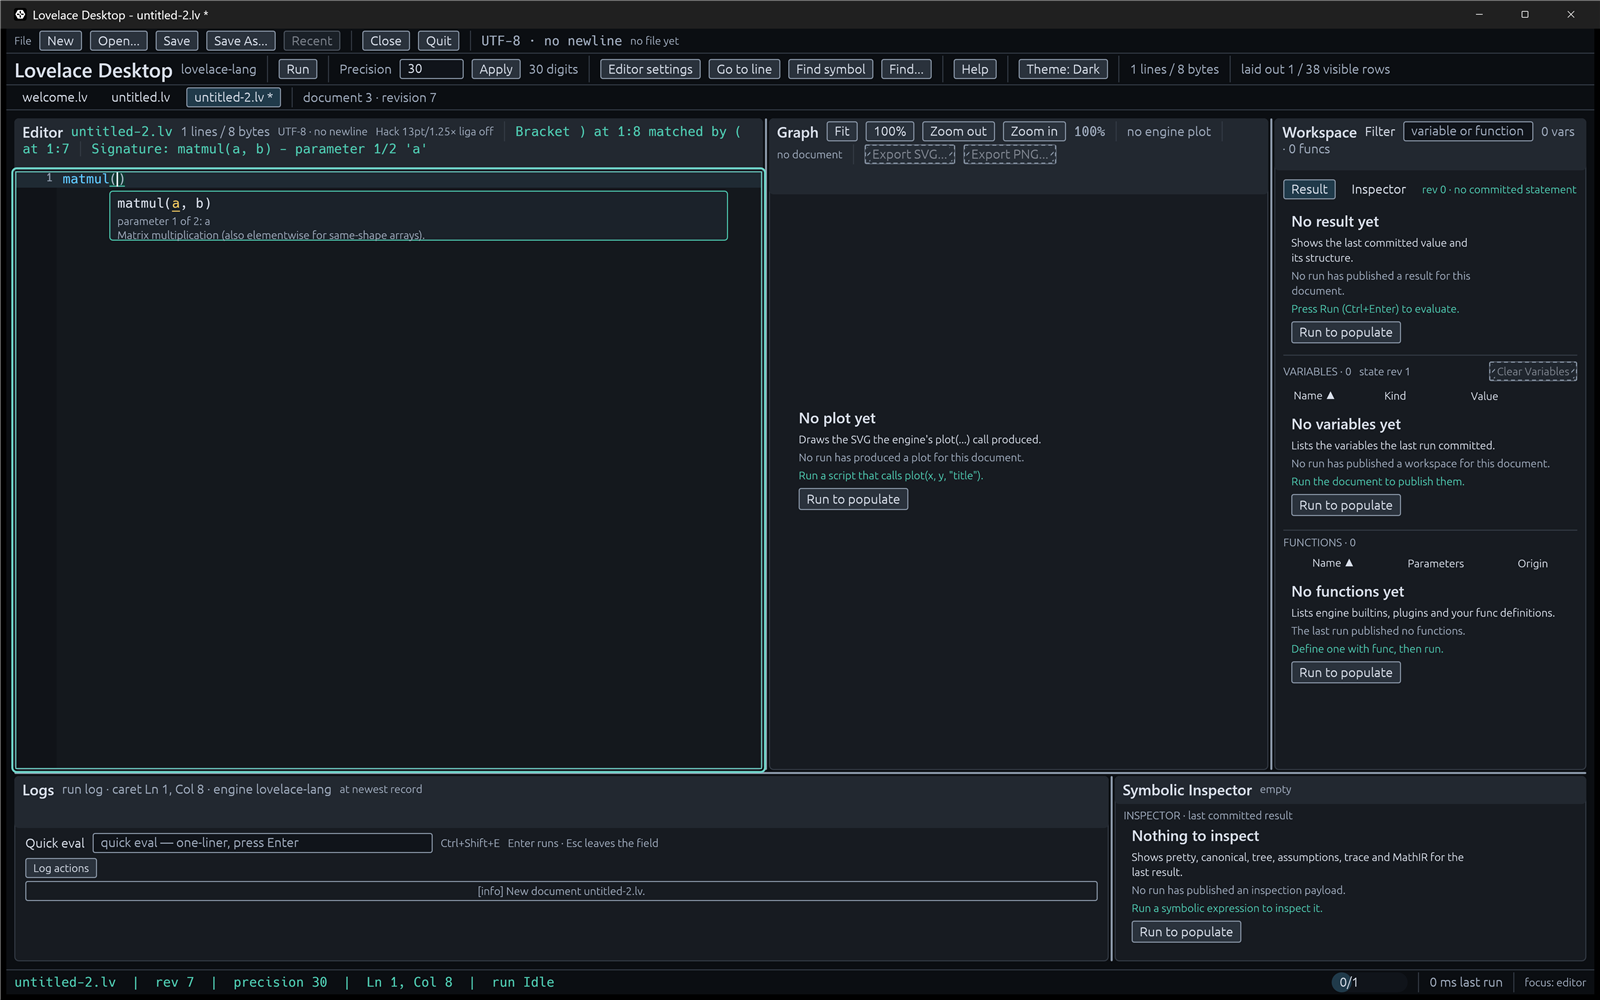 Lovelace Desktop - untitled-2.lv *
File New Open... Save Save As... Recent Close Quit UTF-8 · no newline no file yet
Lovelace Desktop lovelace-lang Run Precision 30 Apply 30 digits Editor settings Go to line Find symbol Find... Help Theme: Dark 1 lines / 8 bytes laid out 1 / 38 visible rows
welcome.lv untitled.lv untitled-2.lv * document 3 · revision 7
Editor untitled-2.lv 1 lines / 8 bytes UTF-8 · no newline Hack 13pt/1.25× liga off Bracket ) at 1:8 matched by (
at 1:7 Signature: matmul(a, b) – parameter 1/2 'a'
1 matmul()
matmul(a, b)
parameter 1 of 2: a
Matrix multiplication (also elementwise for same-shape arrays).
Graph Fit 100% Zoom out Zoom in 100% no engine plot
no document Export SVG... Export PNG...
No plot yet
Draws the SVG the engine's plot(...) call produced.
No run has produced a plot for this document.
Run a script that calls plot(x, y, "title").
Run to populate
Workspace Filter variable or function 0 vars
· 0 funcs
Result Inspector rev 0 · no committed statement
No result yet
Shows the last committed value and
its structure.
No run has published a result for this
document.
Press Run (Ctrl+Enter) to evaluate.
Run to populate
VARIABLES · 0 state rev 1 Clear Variables
Name ▲ Kind Value
No variables yet
Lists the variables the last run committed.
No run has published a workspace for this document.
Run the document to publish them.
Run to populate
FUNCTIONS · 0
Name ▲ Parameters Origin
No functions yet
Lists engine builtins, plugins and your func definitions.
The last run published no functions.
Define one with func, then run.
Run to populate
Logs run log · caret Ln 1, Col 8 · engine lovelace-lang at newest record
Quick eval quick eval — one-liner, press Enter Ctrl+Shift+E Enter runs · Esc leaves the field
Log actions
[info] New document untitled-2.lv.
Symbolic Inspector empty
INSPECTOR · last committed result
Nothing to inspect
Shows pretty, canonical, tree, assumptions, trace and MathIR for the
last result.
No run has published an inspection payload.
Run a symbolic expression to inspect it.
Run to populate
untitled-2.lv | rev 7 | precision 30 | Ln 1, Col 8 | run Idle 0/1 0 ms last run focus: editor